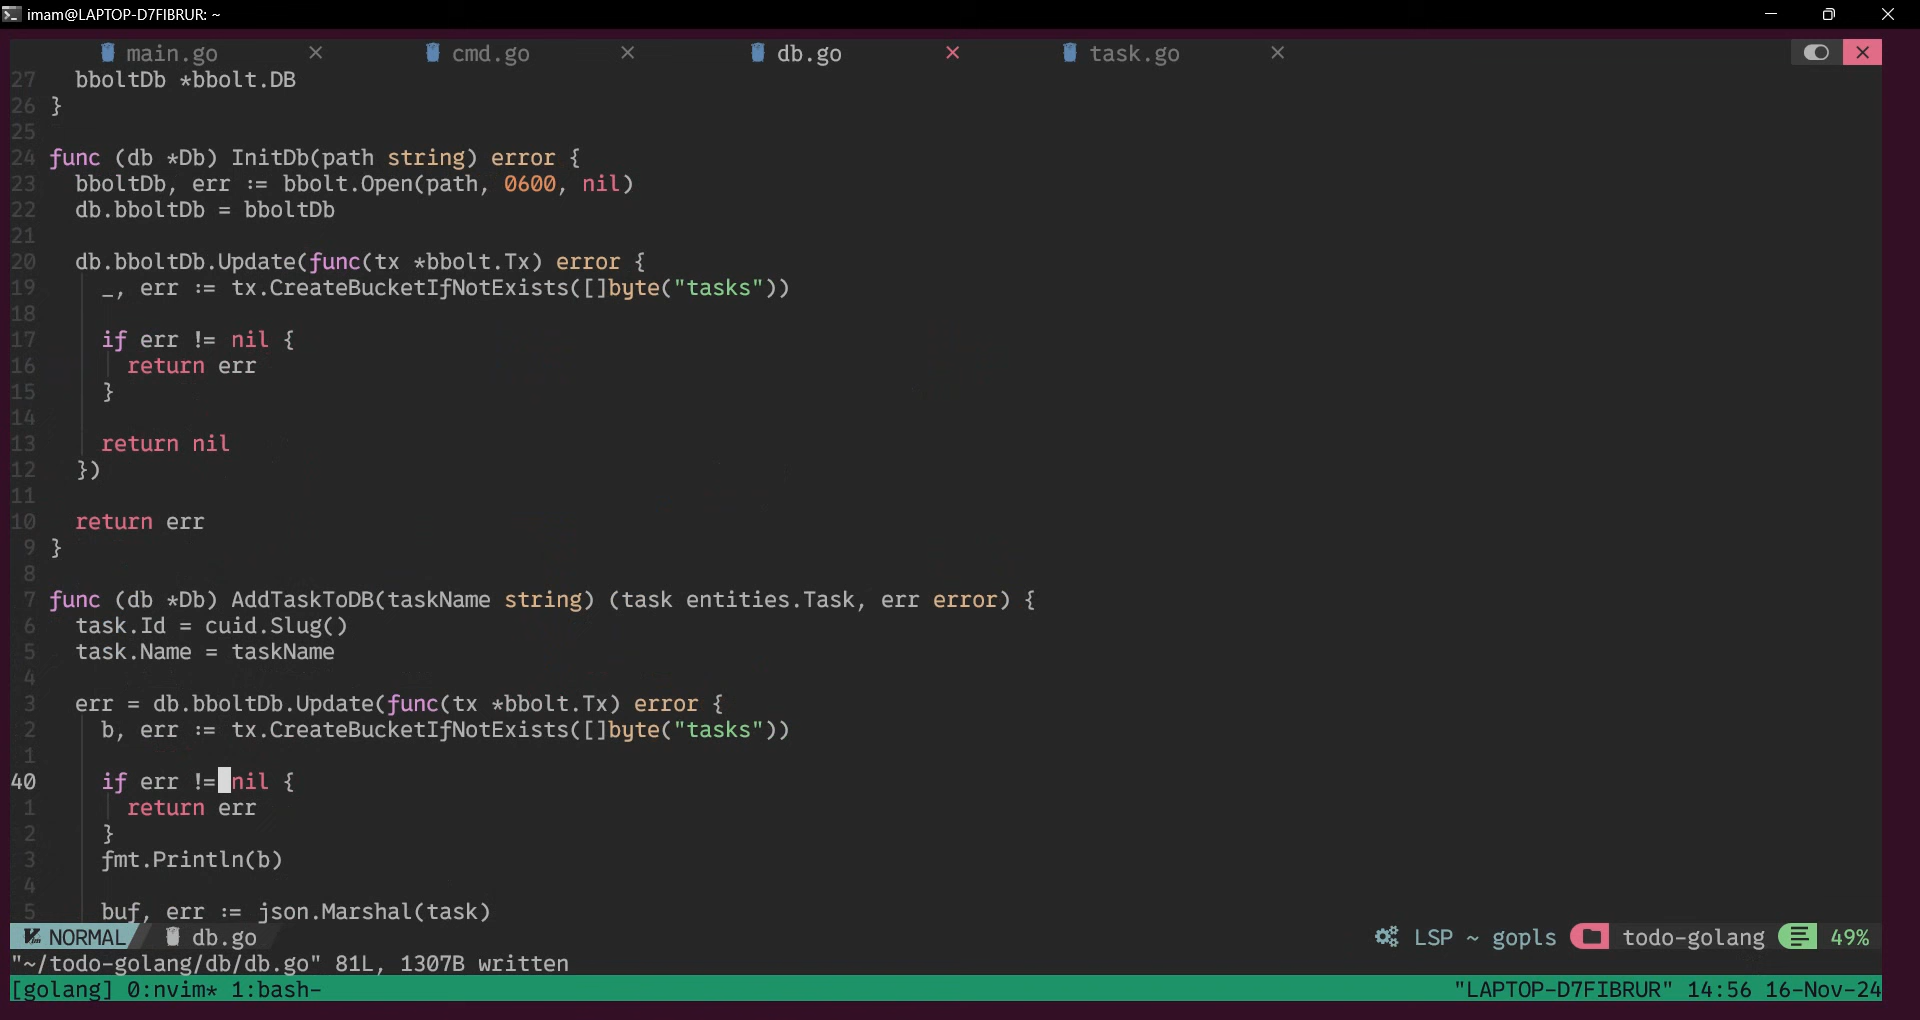 imam@LAPTOP-D7FIBRUR: ~
main.go cmd.go db.go task.go
27 bboltDb *bbolt.DB
26 }
25
24 func (db *Db) InitDb(path string) error {
23 bboltDb, err := bbolt.Open(path, 0600, nil)
22 db.bboltDb = bboltDb
21
20 db.bboltDb.Update(func(tx *bbolt.Tx) error {
19 _, err := tx.CreateBucketIfNotExists([]byte("tasks"))
18
17 if err != nil {
16 return err
15 }
14
13 return nil
12 })
11
10 return err
9 }
8
7 func (db *Db) AddTaskToDB(taskName string) (task entities.Task, err error) {
6 task.Id = cuid.Slug()
5 task.Name = taskName
4
3 err = db.bboltDb.Update(func(tx *bbolt.Tx) error {
2 b, err := tx.CreateBucketIfNotExists([]byte("tasks"))
1
40 if err != nil {
1 return err
2 }
3 fmt.Println(b)
4
5 buf, err := json.Marshal(task)
NORMAL db.go LSP ~ gopls todo-golang 49%
"~/todo-golang/db/db.go" 81L, 1307B written
[golang] 0:nvim* 1:bash- "LAPTOP-D7FIBRUR" 14:56 16-Nov-24